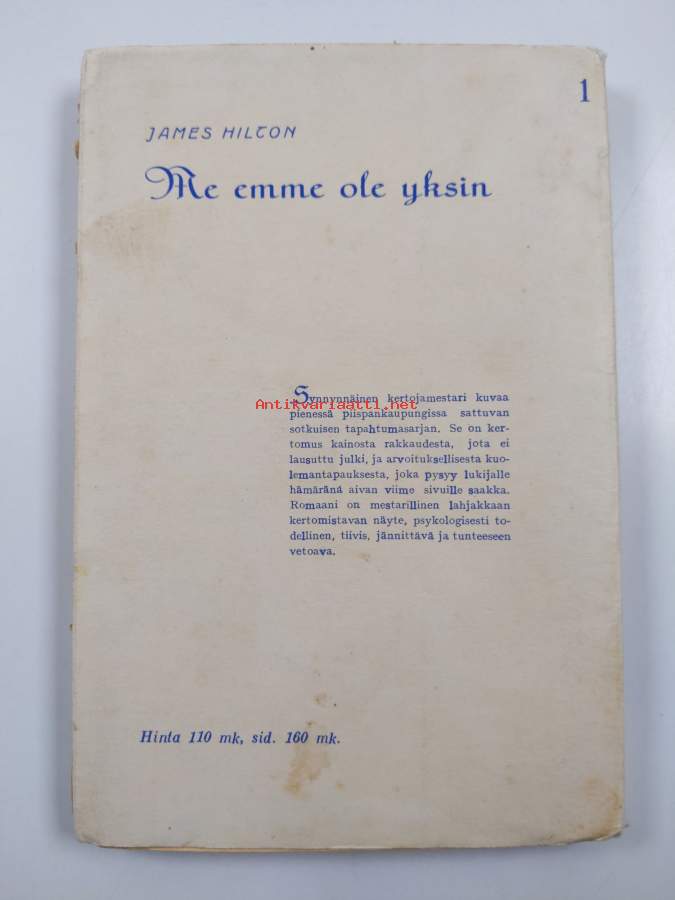 1
JAMES HILTON
Me emme ole yksin
Synnynnäinen kertojamestari kuvaa
Antikvariaatti.net
pienessä piispankaupungissa sattuvan
sotkuisen tapahtumasarjan. Se on ker-
tomus kainosta rakkaudesta, jota ei
lausuttu julki, ja arvoituksellisesta kuo-
lemantapauksesta, joka pysyy lukijalle
hämäränä aivan viime sivuille saakka.
Romaani on mestarillinen lahjakkaan
kertomistavan näyte, psykologisesti to-
dellinen, tiivis, jännittävä ja tunteeseen
vetoava.
Hinta 110 mk, sid. 160 mk.